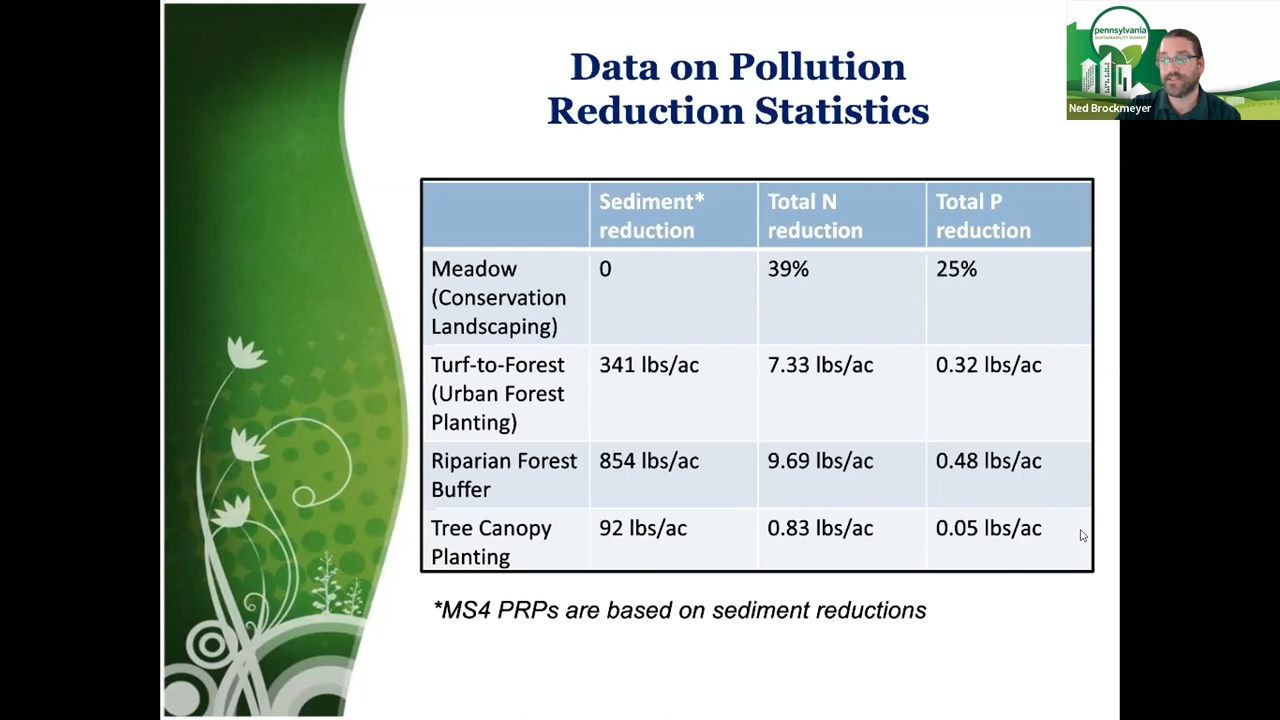 pennsylvania
SUSTAINABILITY SUMMIT
Ned Brockmeyer
Data on Pollution
Reduction Statistics
Sediment* reduction
Total N reduction
Total P reduction
Meadow (Conservation Landscaping)
0
39%
25%
Turf-to-Forest (Urban Forest Planting)
341 lbs/ac
7.33 lbs/ac
0.32 lbs/ac
Riparian Forest Buffer
854 lbs/ac
9.69 lbs/ac
0.48 lbs/ac
Tree Canopy Planting
92 lbs/ac
0.83 lbs/ac
0.05 lbs/ac
*MS4 PRPs are based on sediment reductions